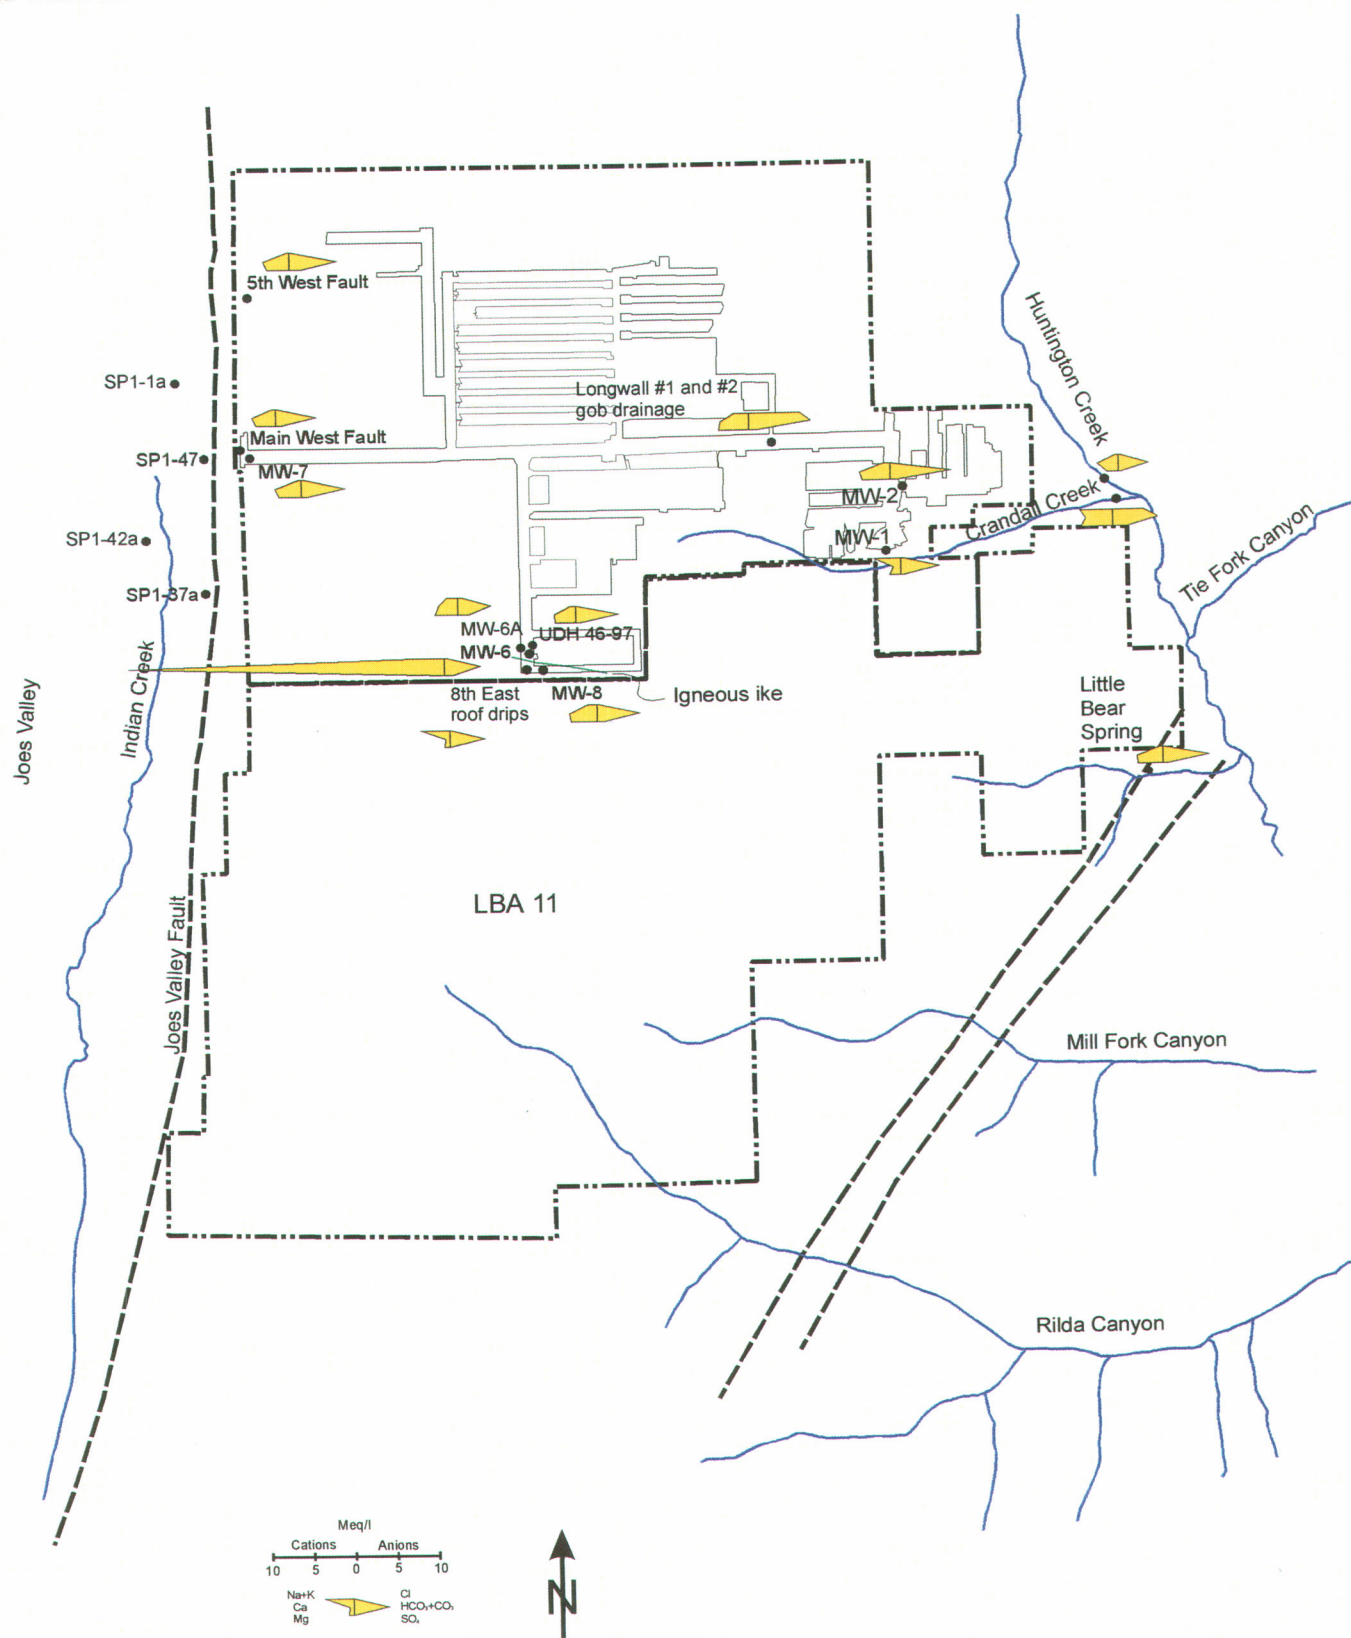 5th West Fault
Huntington Creek
SP1-1a
Longwall #1 and #2
gob drainage
Main West Fault
SP1-47
MW-7
MW-2
Crandall Creek
SP1-42a
MW-1
Tie Fork Canyon
SP1-37a
MW-6A
UDH 46-97
MW-6
Indian Creek
Joes Valley
8th East
roof drips
MW-8
Igneous ike
Little
Bear
Spring
LBA 11
Joes Valley Fault
Mill Fork Canyon
Rilda Canyon
Meq/l
Cations Anions
10 5 0 5 10
Na+K Cl
Ca HCO₃+CO₃
Mg SO₄
N